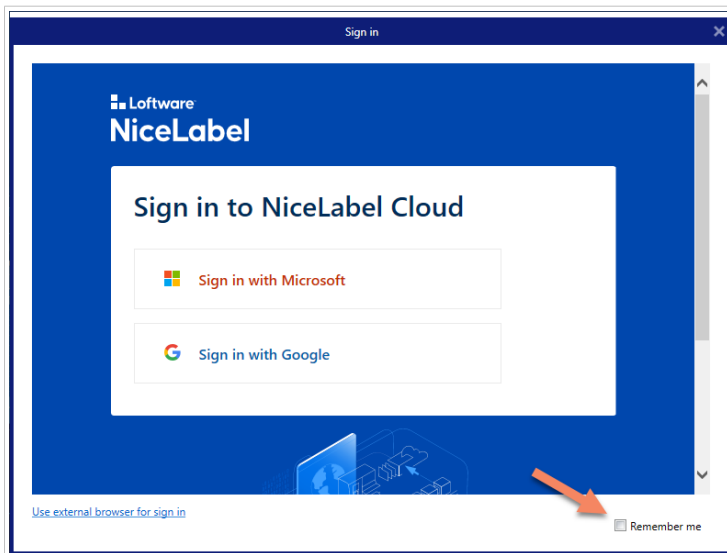 Sign in
Loftware
NiceLabel
Sign in to NiceLabel Cloud
Sign in with Microsoft
Sign in with Google
Use external browser for sign in
Remember me